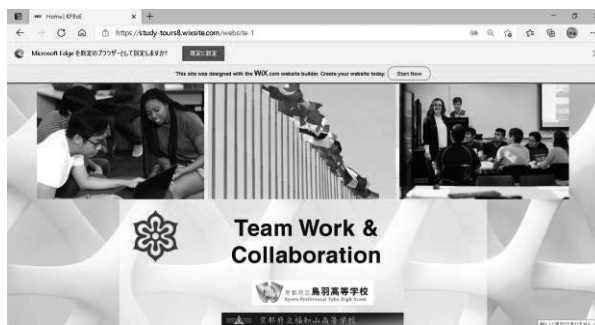 Home | KPBoE
https://study-tours8.wixsite.com/website-1
Microsoft Edge を既定のブラウザーとして設定しますか?
既定に設定
This site was designed with the WiX.com website builder. Create your website today.
Start Now
Team Work &
Collaboration
京都府立鳥羽高等学校
Kyoto Prefectural Toba High School
京都府立福知山高等学校